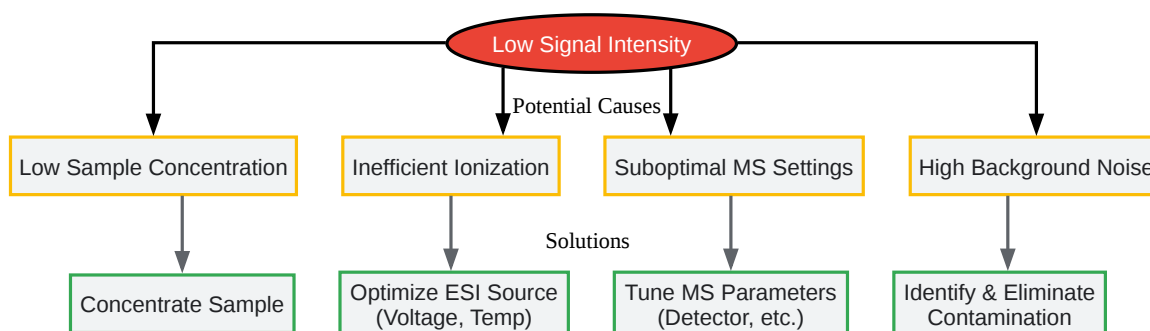 Low Signal Intensity
Potential Causes
Low Sample Concentration
Inefficient Ionization
Suboptimal MS Settings
High Background Noise
Solutions
Concentrate Sample
Optimize ESI Source
(Voltage, Temp)
Tune MS Parameters
(Detector, etc.)
Identify & Eliminate
Contamination